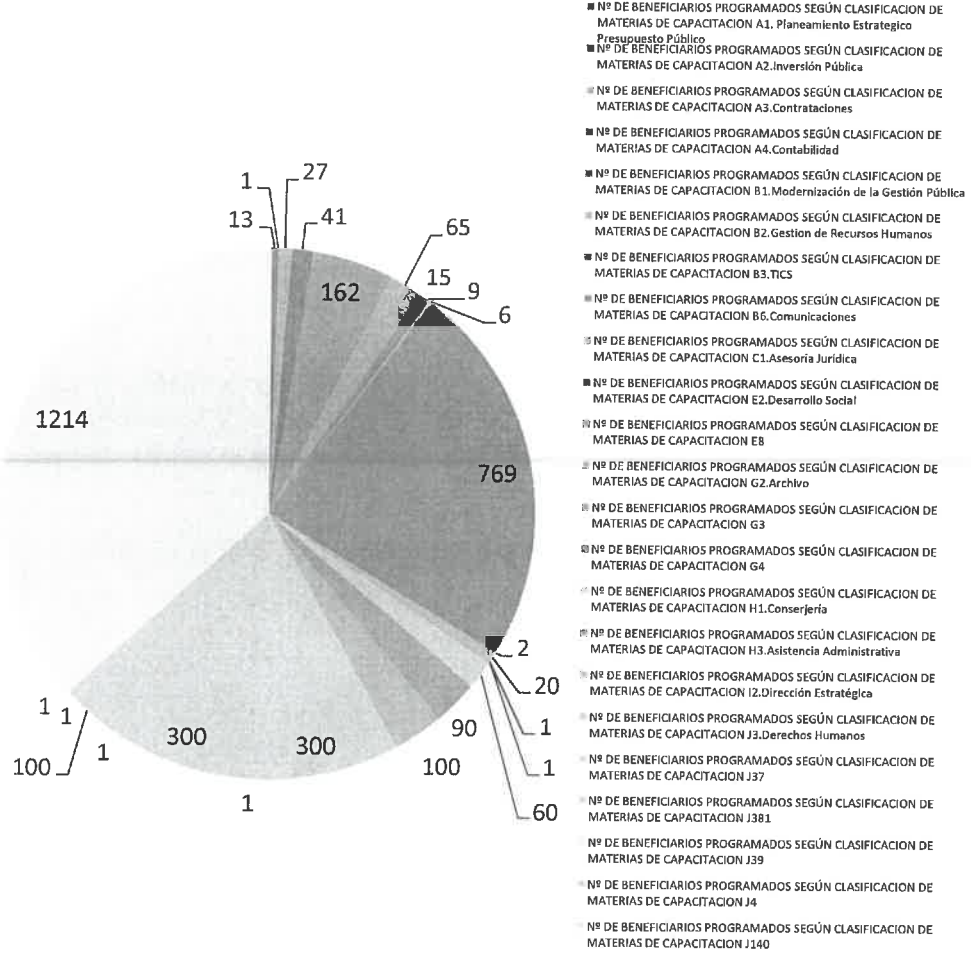 1
27
13
41
162
65
15
9
6
1214
769
2
20
1
1
60
90
100
300
300
1
1
1
1
100
Nº DE BENEFICIARIOS PROGRAMADOS SEGÚN CLASIFICACION DE
MATERIAS DE CAPACITACION A1. Planeamiento Estrategico
Presupuesto Público
Nº DE BENEFICIARIOS PROGRAMADOS SEGÚN CLASIFICACION DE
MATERIAS DE CAPACITACION A2.Inversión Pública
Nº DE BENEFICIARIOS PROGRAMADOS SEGÚN CLASIFICACION DE
MATERIAS DE CAPACITACION A3.Contrataciones
Nº DE BENEFICIARIOS PROGRAMADOS SEGÚN CLASIFICACION DE
MATERIAS DE CAPACITACION A4.Contabilidad
Nº DE BENEFICIARIOS PROGRAMADOS SEGÚN CLASIFICACION DE
MATERIAS DE CAPACITACION B1.Modernización de la Gestión Pública
Nº DE BENEFICIARIOS PROGRAMADOS SEGÚN CLASIFICACION DE
MATERIAS DE CAPACITACION B2.Gestion de Recursos Humanos
Nº DE BENEFICIARIOS PROGRAMADOS SEGÚN CLASIFICACION DE
MATERIAS DE CAPACITACION B3.TICS
Nº DE BENEFICIARIOS PROGRAMADOS SEGÚN CLASIFICACION DE
MATERIAS DE CAPACITACION B6.Comunicaciones
Nº DE BENEFICIARIOS PROGRAMADOS SEGÚN CLASIFICACION DE
MATERIAS DE CAPACITACION C1.Asesoría Jurídica
Nº DE BENEFICIARIOS PROGRAMADOS SEGÚN CLASIFICACION DE
MATERIAS DE CAPACITACION E2.Desarrollo Social
Nº DE BENEFICIARIOS PROGRAMADOS SEGÚN CLASIFICACION DE
MATERIAS DE CAPACITACION E8
Nº DE BENEFICIARIOS PROGRAMADOS SEGÚN CLASIFICACION DE
MATERIAS DE CAPACITACION G2.Archivo
Nº DE BENEFICIARIOS PROGRAMADOS SEGÚN CLASIFICACION DE
MATERIAS DE CAPACITACION G3
Nº DE BENEFICIARIOS PROGRAMADOS SEGÚN CLASIFICACION DE
MATERIAS DE CAPACITACION G4
Nº DE BENEFICIARIOS PROGRAMADOS SEGÚN CLASIFICACION DE
MATERIAS DE CAPACITACION H1.Conserjería
Nº DE BENEFICIARIOS PROGRAMADOS SEGÚN CLASIFICACION DE
MATERIAS DE CAPACITACION H3.Asistencia Administrativa
Nº DE BENEFICIARIOS PROGRAMADOS SEGÚN CLASIFICACION DE
MATERIAS DE CAPACITACION I2.Dirección Estratégica
Nº DE BENEFICIARIOS PROGRAMADOS SEGÚN CLASIFICACION DE
MATERIAS DE CAPACITACION J3.Derechos Humanos
Nº DE BENEFICIARIOS PROGRAMADOS SEGÚN CLASIFICACION DE
MATERIAS DE CAPACITACION J37
Nº DE BENEFICIARIOS PROGRAMADOS SEGÚN CLASIFICACION DE
MATERIAS DE CAPACITACION J381
Nº DE BENEFICIARIOS PROGRAMADOS SEGÚN CLASIFICACION DE
MATERIAS DE CAPACITACION J39
Nº DE BENEFICIARIOS PROGRAMADOS SEGÚN CLASIFICACION DE
MATERIAS DE CAPACITACION J4
Nº DE BENEFICIARIOS PROGRAMADOS SEGÚN CLASIFICACION DE
MATERIAS DE CAPACITACION J140